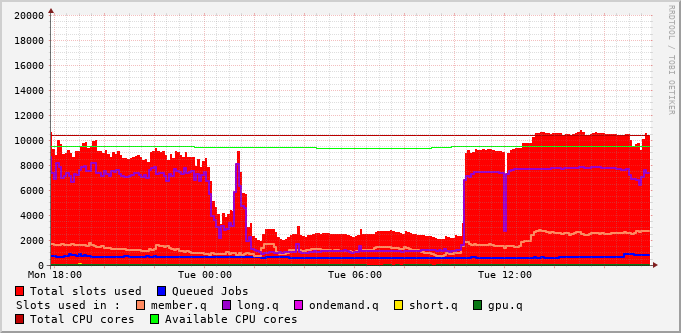 20000
18000
16000
14000
12000
10000
8000
6000
4000
2000
0
Mon 18:00 Tue 00:00 Tue 06:00 Tue 12:00
Total slots used Queued Jobs
Slots used in : member.q long.q ondemand.q short.q gpu.q
Total CPU cores Available CPU cores
RRDTOOL / TOBI OETIKER